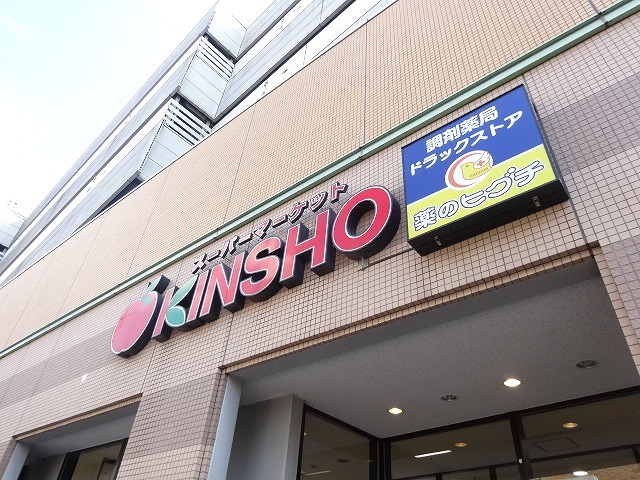 スーパーマーケット
KINSHO
調剤薬局
ドラッグストア
薬のヒグチ